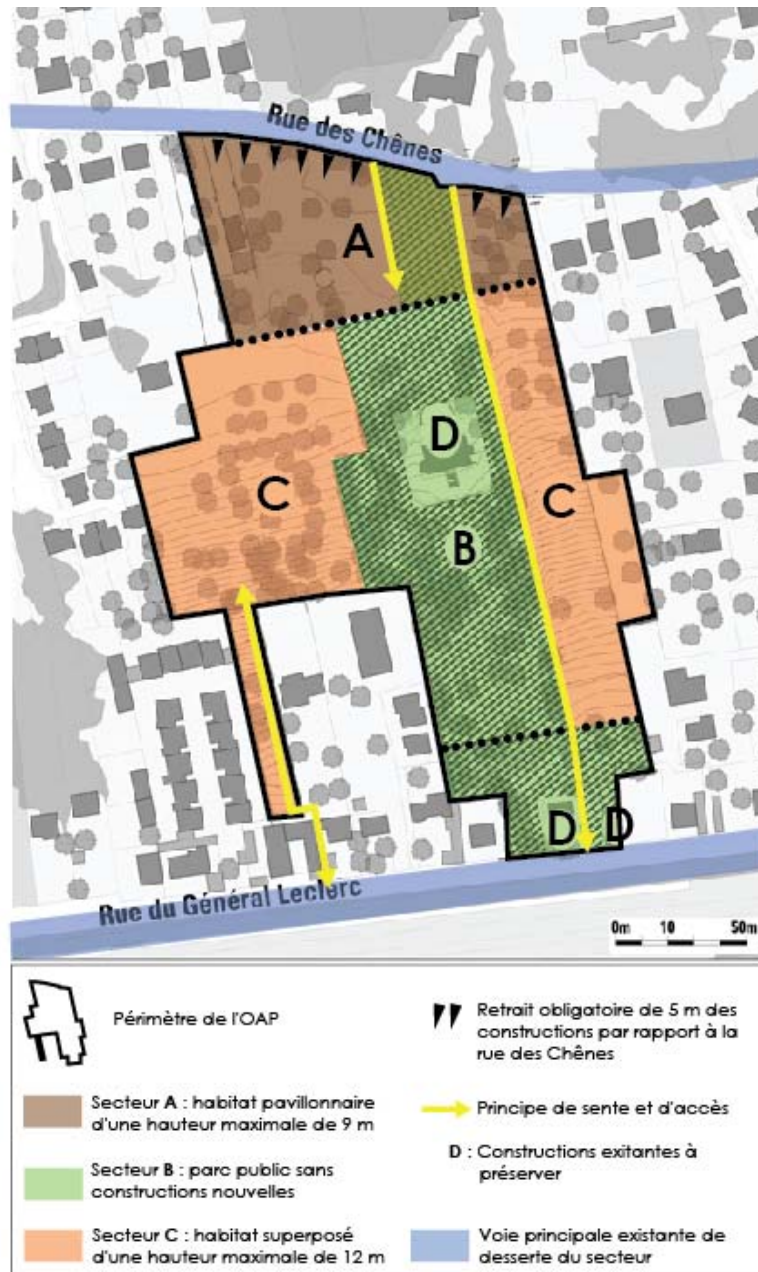 Rue des Chênes
A
D
C
C
B
D
D
Rue du Général Leclerc
0m 10 50m
Périmètre de l'OAP
Secteur A : habitat pavillonnaire
d'une hauteur maximale de 9 m
Secteur B : parc public sans
constructions nouvelles
Secteur C : habitat superposé
d'une hauteur maximale de 12 m
Retrait obligatoire de 5 m des
constructions par rapport à la
rue des Chênes
Principe de sente et d'accès
D : Constructions exitantes à
préserver
Voie principale existante de
desserte du secteur